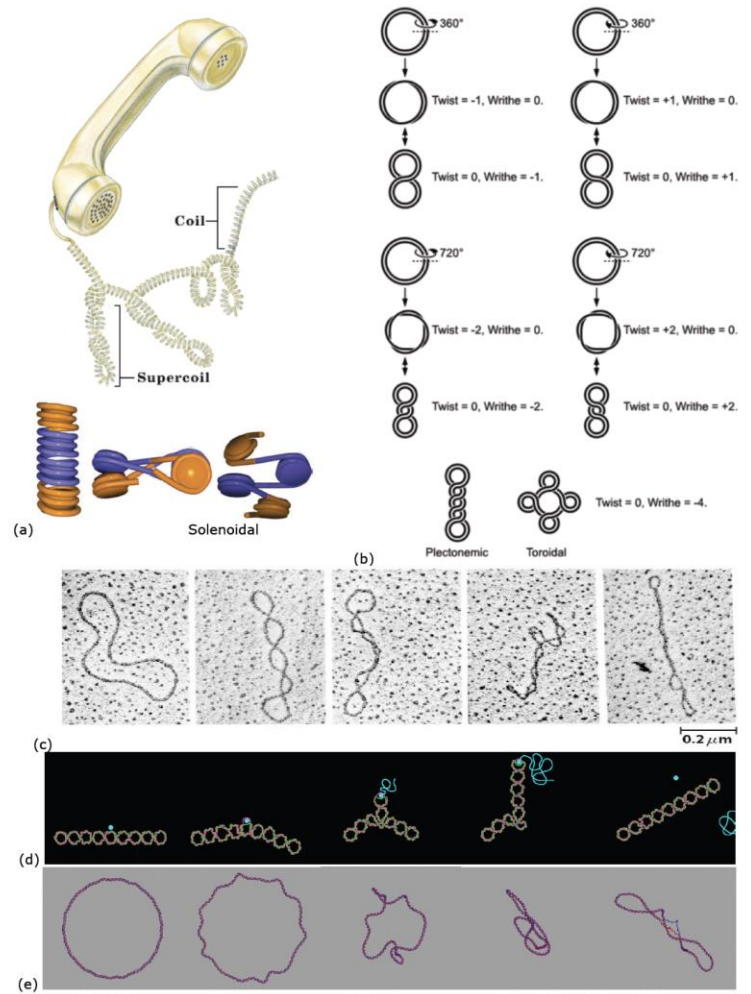 Coil
Supercoil
Solenoidal
(a)
360°
360°
Twist = -1, Writhe = 0.
Twist = +1, Writhe = 0.
Twist = 0, Writhe = -1.
Twist = 0, Writhe = +1.
720°
720°
Twist = -2, Writhe = 0.
Twist = +2, Writhe = 0.
Twist = 0, Writhe = -2.
Twist = 0, Writhe = +2.
Twist = 0, Writhe = -4.
Plectonemic
Toroidal
(b)
0.2 μm
(c)
(d)
(e)